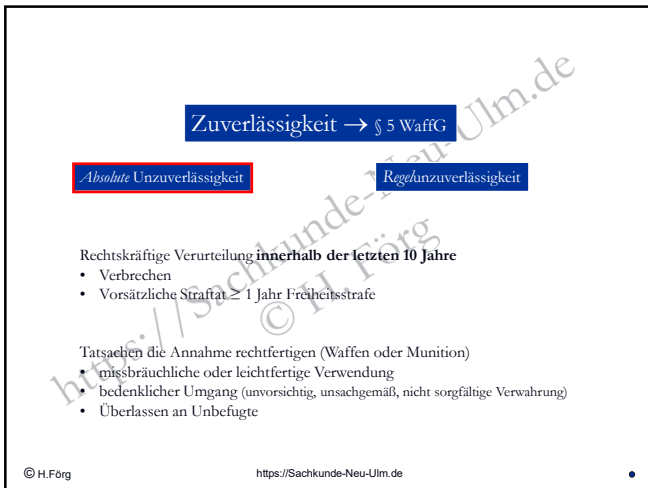 Zuverlässigkeit → § 5 WaffG
Absolute Unzuverlässigkeit
Regelunzuverlässigkeit
Rechtskräftige Verurteilung innerhalb der letzten 10 Jahre
• Verbrechen
• Vorsätzliche Straftat ≥ 1 Jahr Freiheitsstrafe
Tatsachen die Annahme rechtfertigen (Waffen oder Munition)
• missbräuchliche oder leichtfertige Verwendung
• bedenklicher Umgang (unvorsichtig, unsachgemäß, nicht sorgfältige Verwahrung)
• Überlassen an Unbefugte
https://Sachkunde-Neu-Ulm.de
© H. Förg
© H.Förg
https://Sachkunde-Neu-Ulm.de